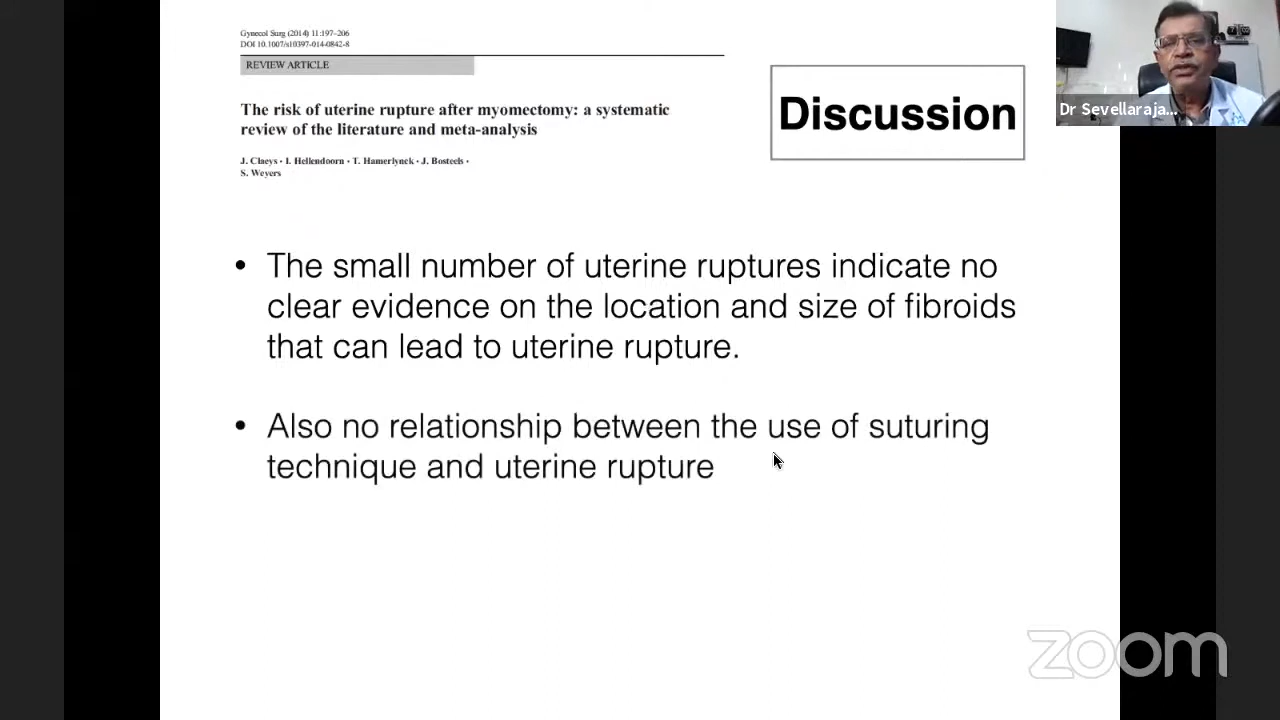 Gynecol Surg (2014) 11:197–206
DOI 10.1007/s10397-014-0842-8
REVIEW ARTICLE
The risk of uterine rupture after myomectomy: a systematic
review of the literature and meta-analysis
J. Claeys • I. Hellendoorn • T. Hamerlynck • J. Bosteels •
S. Weyers
Discussion
Dr Sevellaraja...
• The small number of uterine ruptures indicate no
clear evidence on the location and size of fibroids
that can lead to uterine rupture.
• Also no relationship between the use of suturing
technique and uterine rupture
zoom